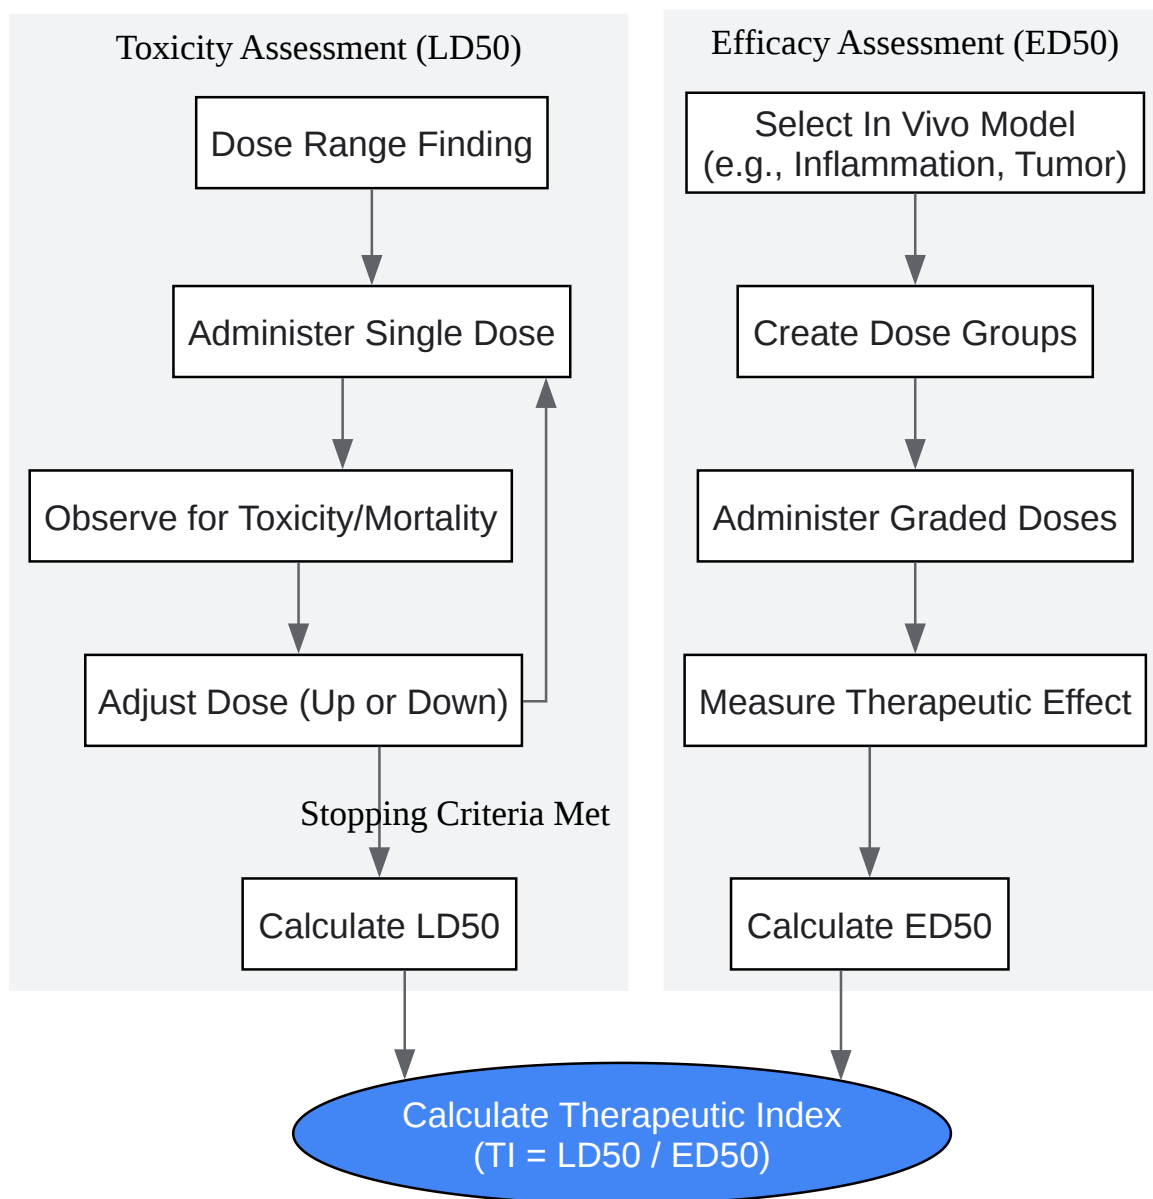 Toxicity Assessment (LD50)
Dose Range Finding
Administer Single Dose
Observe for Toxicity/Mortality
Adjust Dose (Up or Down)
Stopping Criteria Met
Calculate LD50
Efficacy Assessment (ED50)
Select In Vivo Model
(e.g., Inflammation, Tumor)
Create Dose Groups
Administer Graded Doses
Measure Therapeutic Effect
Calculate ED50
Calculate Therapeutic Index
(TI = LD50 / ED50)